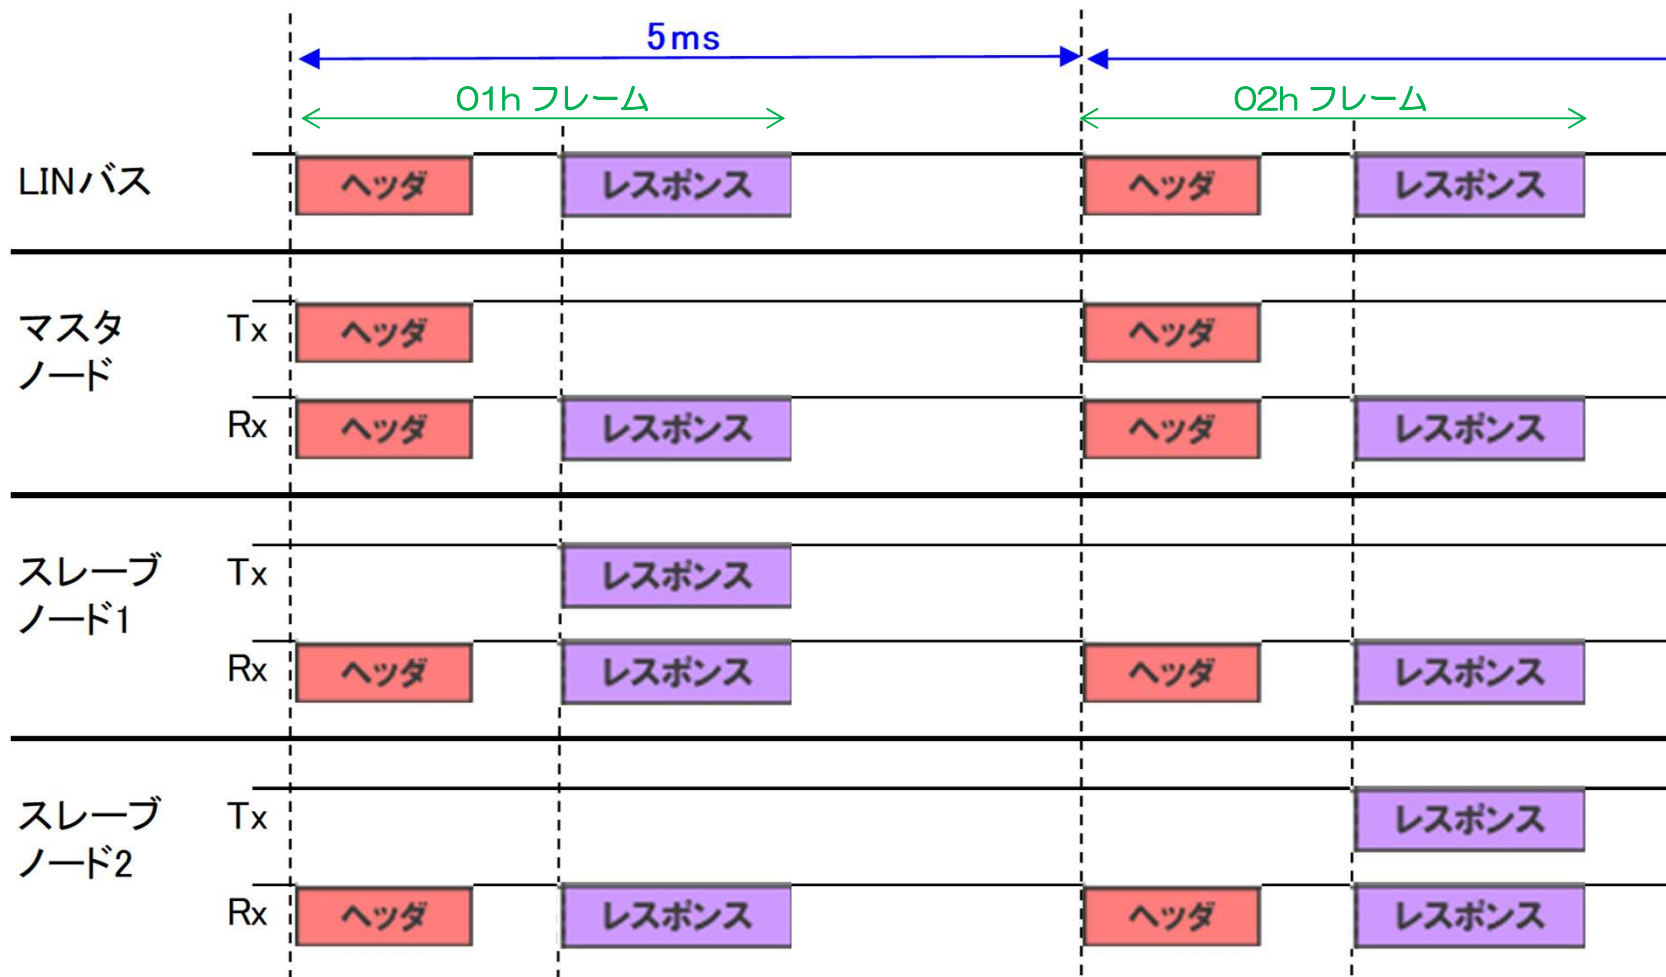 5ms
01h フレーム
02h フレーム
LINバス
ヘッダ
レスポンス
ヘッダ
レスポンス
マスタ
ノード
Tx
ヘッダ
ヘッダ
Rx
ヘッダ
レスポンス
ヘッダ
レスポンス
スレーブ
ノード1
Tx
レスポンス
Rx
ヘッダ
レスポンス
ヘッダ
レスポンス
スレーブ
ノード2
Tx
レスポンス
Rx
ヘッダ
レスポンス
ヘッダ
レスポンス